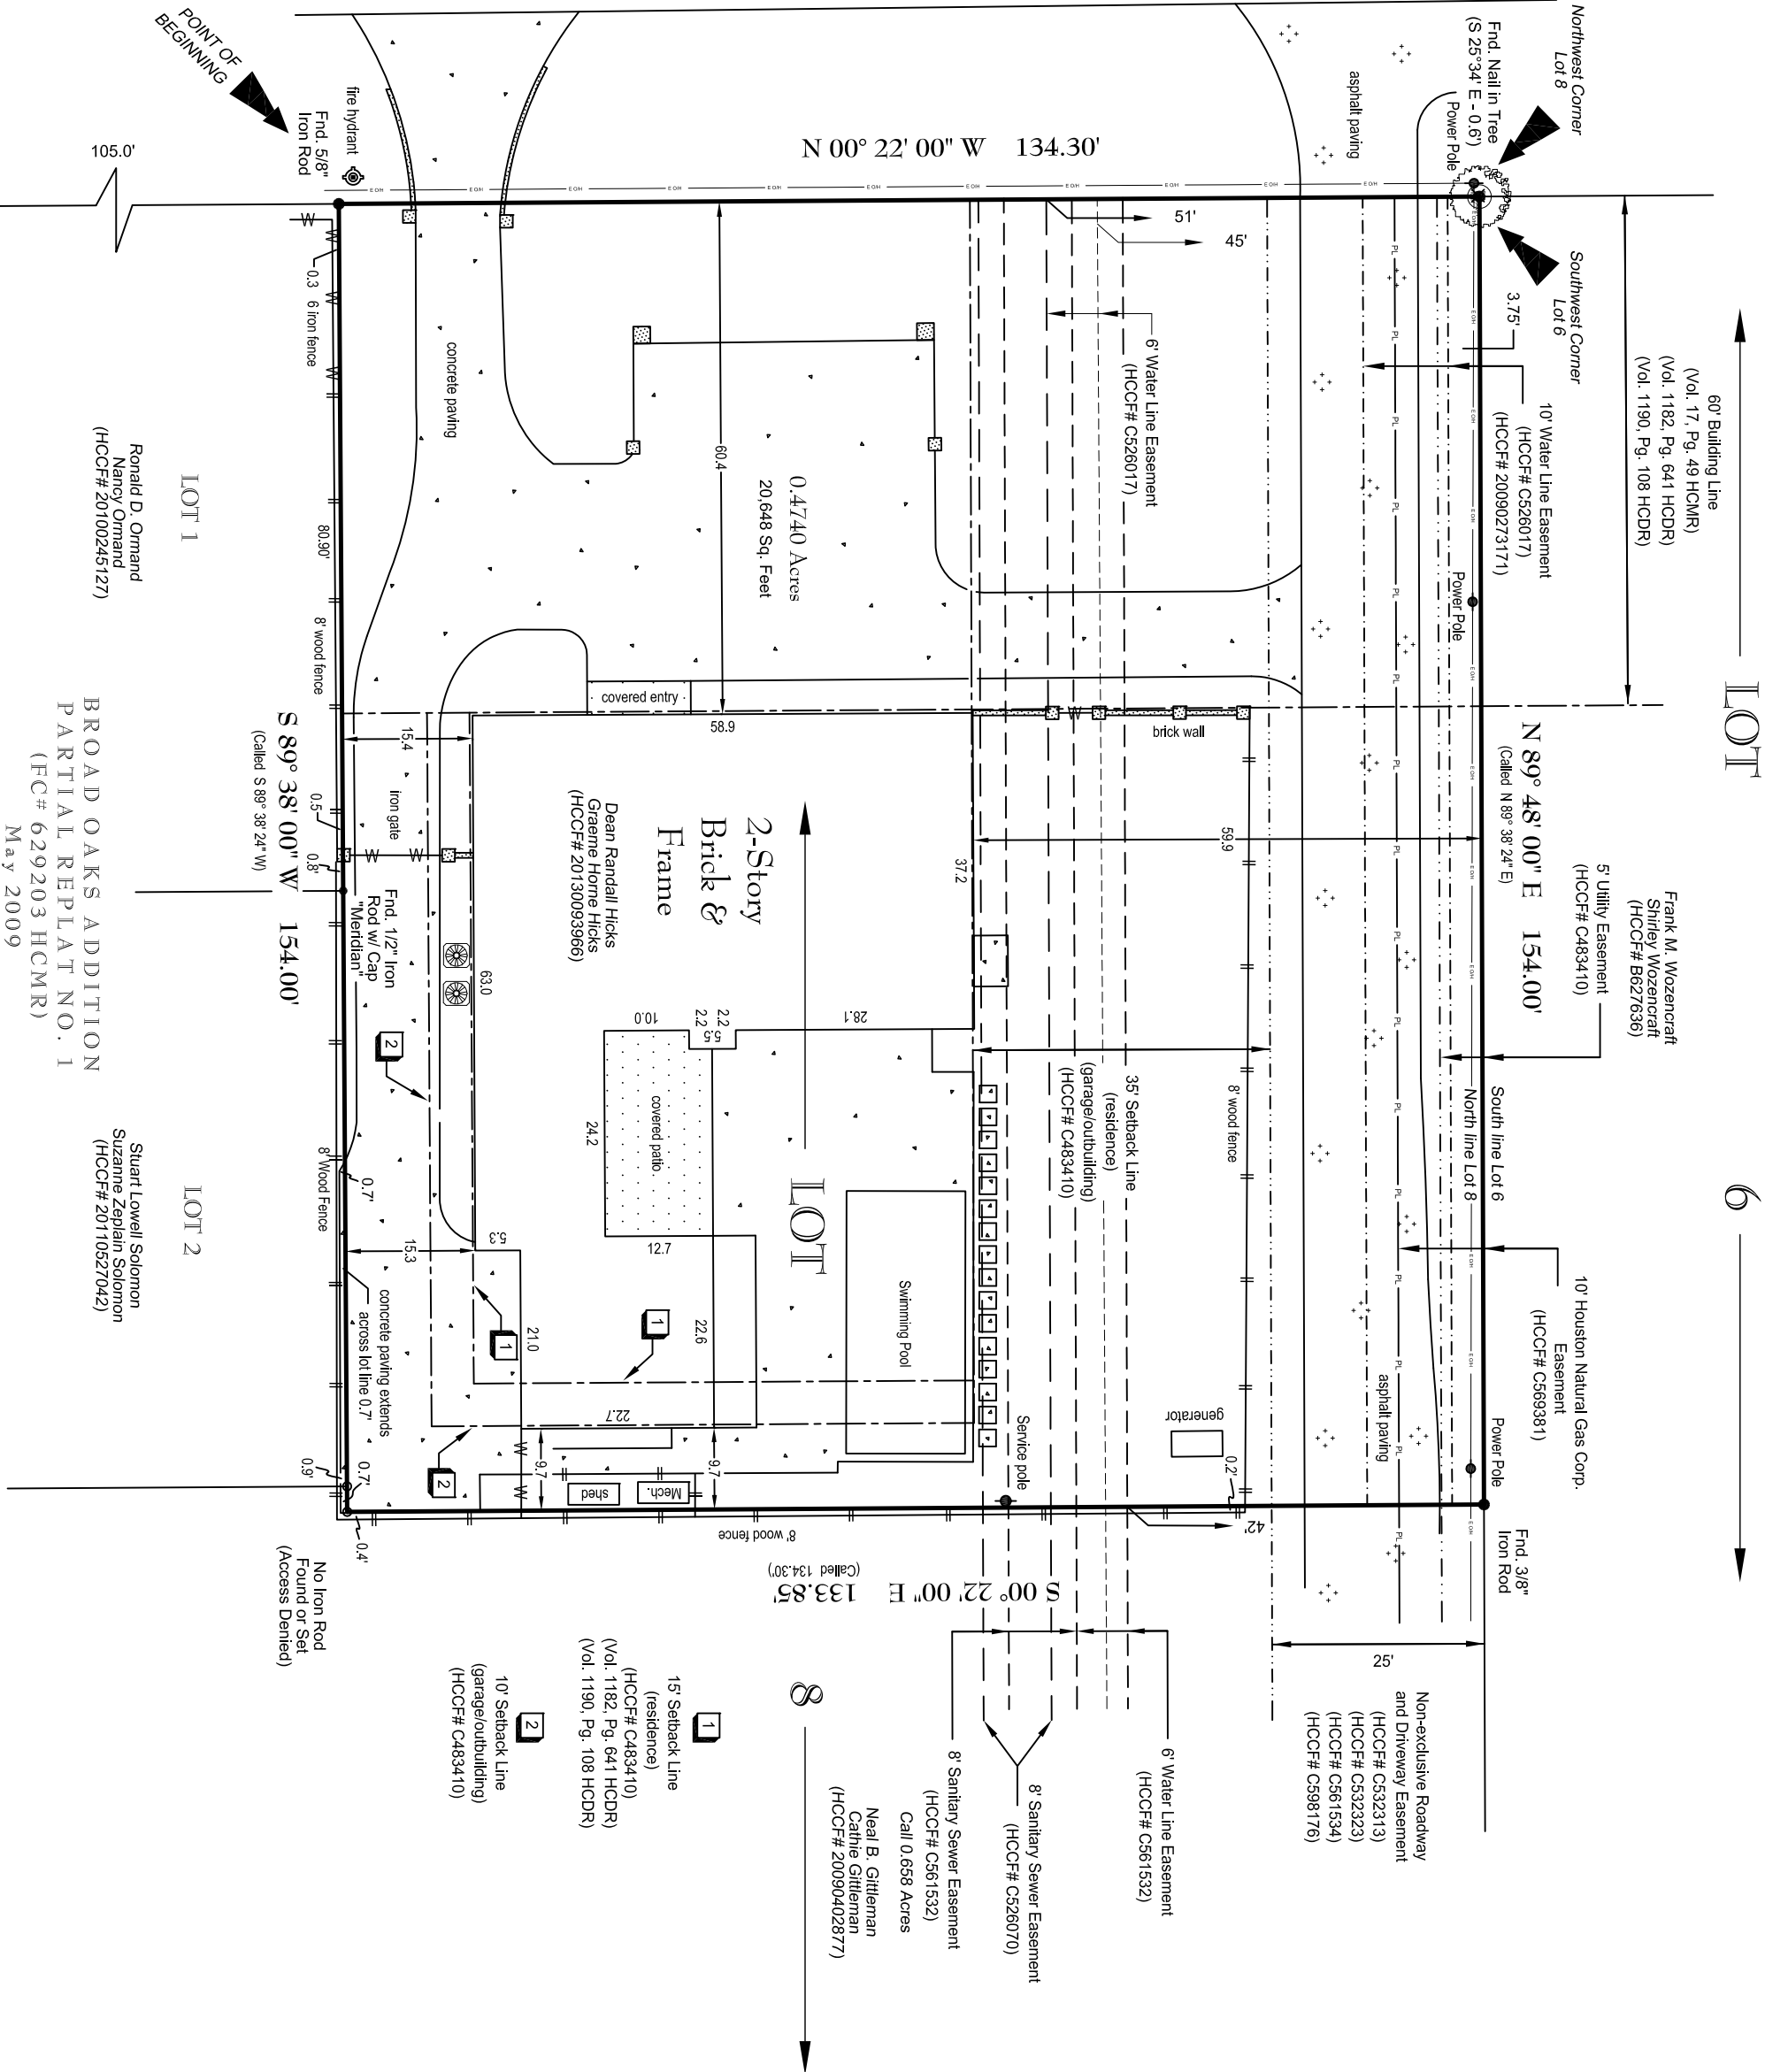 LOT
6
Northwest Corner
Lot 8
Fnd. Nail in Tree
(S 25°34' E - 0.6')
Power Pole
Southwest Corner
Lot 6
3.75'
60' Building Line
(Vol. 17, Pg. 49 HCMR)
(Vol. 1182, Pg. 641 HCDR)
(Vol. 1190, Pg. 108 HCDR)
10' Water Line Easement
(HCCF# C526017)
(HCCF# 20090273171)
Power Pole
N 89° 48' 00" E 154.00'
(Called N 89° 38' 24" E)
Frank M. Wozencraft
Shirley Wozencraft
(HCCF# B627636)
5' Utility Easement
(HCCF# C483410)
South line Lot 6
North line Lot 8
10' Houston Natural Gas Corp.
Easement
(HCCF# C569381)
Power Pole
Fnd. 3/8"
Iron Rod
asphalt paving
asphalt paving
25'
Non-exclusive Roadway
and Driveway Easement
(HCCF# C532313)
(HCCF# C532323)
(HCCF# C561534)
(HCCF# C598176)
N 00° 22' 00" W 134.30'
51'
45'
6' Water Line Easement
(HCCF# C526017)
brick wall
59.9
8' wood fence
35' Setback Line
(residence)
(garage/outbuilding)
(HCCF# C483410)
generator
0.2'
42'
Service pole
6' Water Line Easement
(HCCF# C561532)
8' Sanitary Sewer Easement
(HCCF# C526070)
8' Sanitary Sewer Easement
(HCCF# C561532)
Call 0.658 Acres
Neal B. Gittleman
Cathie Gittleman
(HCCF# 20090402877)
0.4740 Acres
20,648 Sq. Feet
60.4
concrete paving
covered entry
58.9
37.2
2-Story
Brick &
Frame
Dean Randall Hicks
Graeme Horne Hicks
(HCCF# 20130093966)
LOT
8
28.1
2.2
5.5
2.2
10.0
covered patio
24.2
12.7
22.6
Swimming Pool
63.0
5.3
21.0
22.7
9.7
9.7
1
1
2
2
Mech.
shed
8' wood fence
S 00° 22' 00" E 133.85'
(Called 134.30')
1
15' Setback Line
(residence)
(HCCF# C483410)
(Vol. 1182, Pg. 641 HCDR)
(Vol. 1190, Pg. 108 HCDR)
2
10' Setback Line
(garage/outbuilding)
(HCCF# C483410)
POINT OF
BEGINNING
fire hydrant
Fnd. 5/8"
Iron Rod
105.0'
0.3
6 iron fence
80.90'
8' wood fence
15.4
iron gate
0.5'
0.8'
Fnd. 1/2" Iron
Rod w/ Cap
"Meridian"
S 89° 38' 00" W 154.00'
(Called S 89° 38' 24" W)
8' Wood Fence
0.7'
15.3
concrete paving extends
across lot line 0.7'
0.7'
0.9'
0.4'
No Iron Rod
Found or Set
(Access Denied)
LOT 1
Ronald D. Ormand
Nancy Ormand
(HCCF# 20100245127)
BROAD OAKS ADDITION
PARTIAL REPLAT NO. 1
(FC# 629203 HCMR)
May 2009
LOT 2
Stuart Lowell Solomon
Suzanne Zeplain Solomon
(HCCF# 20110527042)